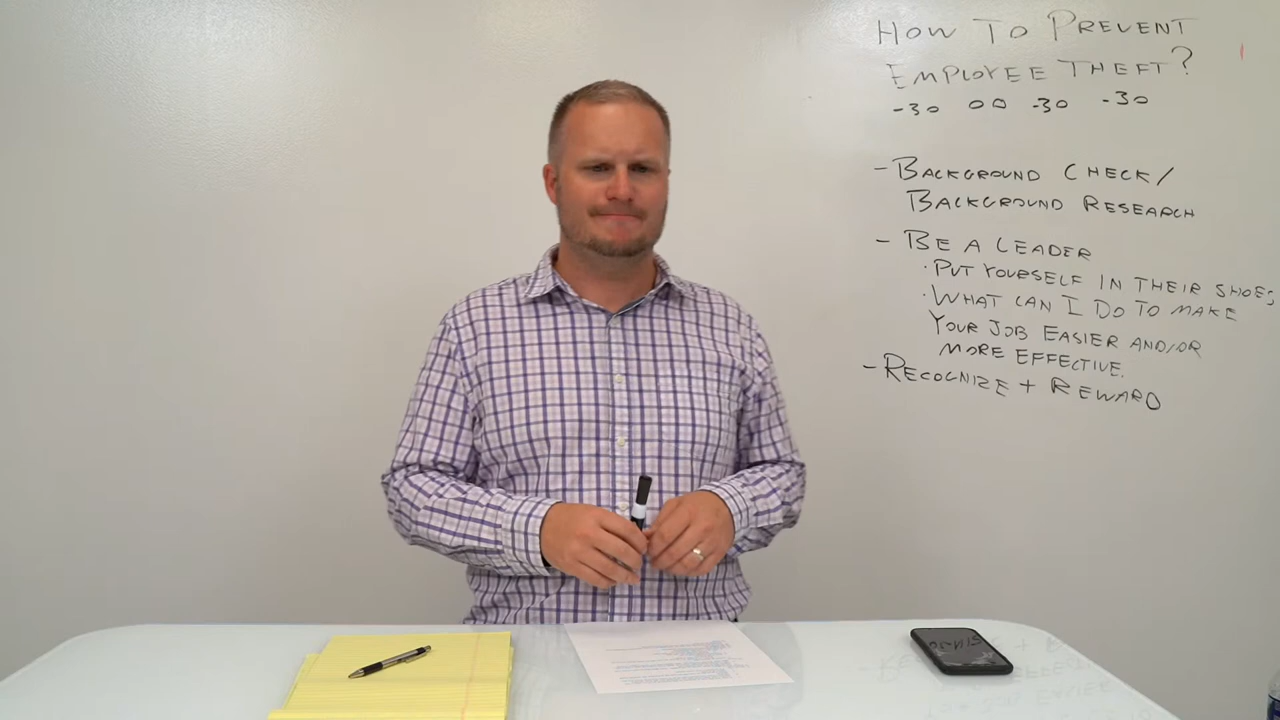 HOW TO PREVENT
EMPLOYEE THEFT?
-30 00 -30 -30
- BACKGROUND CHECK/
BACKGROUND RESEARCH
- BE A LEADER
· PUT YOURSELF IN THEIR SHOES
· WHAT CAN I DO TO MAKE
YOUR JOB EASIER AND/OR
MORE EFFECTIVE.
- RECOGNIZE + REWARD